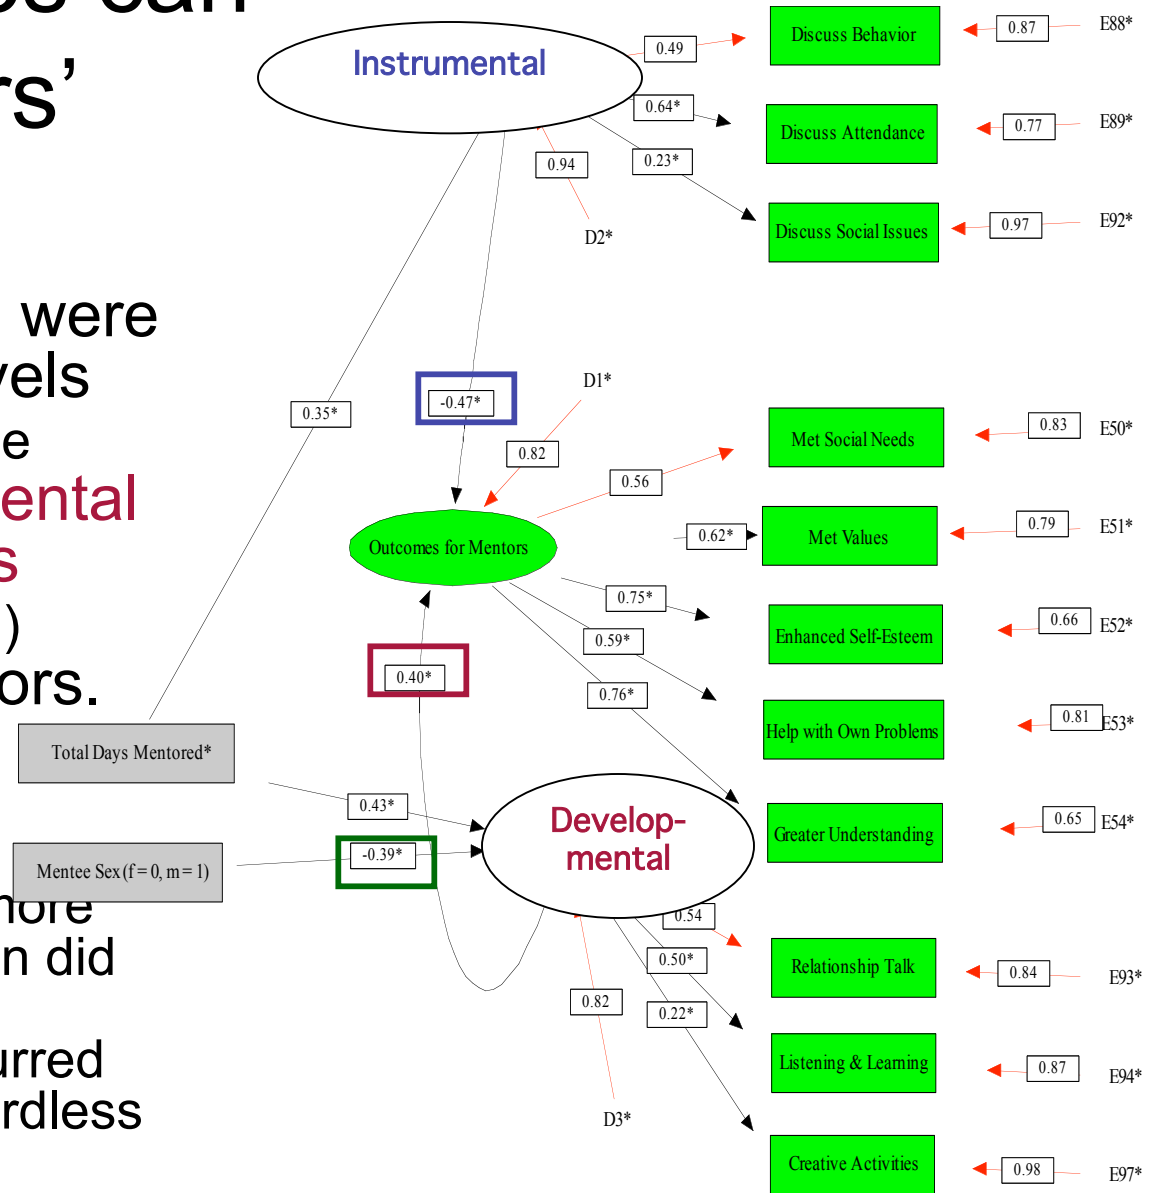 es can
rs’
were
vels
e
ental
s
)
ors.
more
n did
urred
rdless
Instrumental
0.49
Discuss Behavior
0.87
E88*
0.64*
Discuss Attendance
0.77
E89*
0.94
0.23*
D2*
Discuss Social Issues
0.97
E92*
0.35*
-0.47*
D1*
0.82
0.56
Met Social Needs
0.83
E50*
Outcomes for Mentors
0.62*
Met Values
0.79
E51*
0.75*
Enhanced Self-Esteem
0.66
E52*
0.59*
0.40*
0.76*
Help with Own Problems
0.81
E53*
Total Days Mentored*
0.43*
Develop-
mental
Greater Understanding
0.65
E54*
Mentee Sex (f = 0, m = 1)
-0.39*
0.54
Relationship Talk
0.84
E93*
0.50*
0.82
0.22*
Listening & Learning
0.87
E94*
D3*
Creative Activities
0.98
E97*